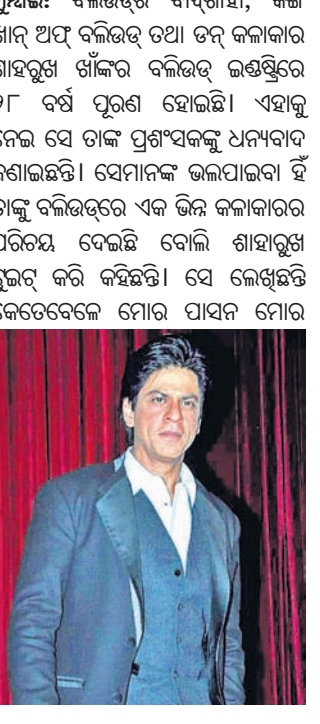 ବଲିଉଡ୍‌ର ବାଦ୍‌ଶାହା,
ଖାନ୍ ଅଫ୍ ବଲିଉଡ୍ ତଥା ଡନ୍ କଳାକାର
ଶାହରୁଖ ଖାଁଙ୍କର ବଲିଉଡ୍ ଇଣ୍ଡଷ୍ଟ୍ରିରେ
୨୮ ବର୍ଷ ପୂରଣ ହୋଇଛି। ଏହାକୁ
ନେଇ ସେ ତାଙ୍କ ପ୍ରଶଂସକଙ୍କୁ ଧନ୍ୟବାଦ
ଜଣାଇଛନ୍ତି। ସେମାନଙ୍କ ଭଲପାଇବା ହିଁ
ତାଙ୍କୁ ବଲିଉଡ୍‌ରେ ଏକ ଭିନ୍ନ କଳାକାରର
ପରିଚୟ ଦେଇଛି ବୋଲି ଶାହାରୁଖ
ଟୁଇଟ୍ କରି କହିଛନ୍ତି। ସେ ଲେଖିଛନ୍ତି
କେତେବେଳେ ମୋର ପାସନ ମୋର